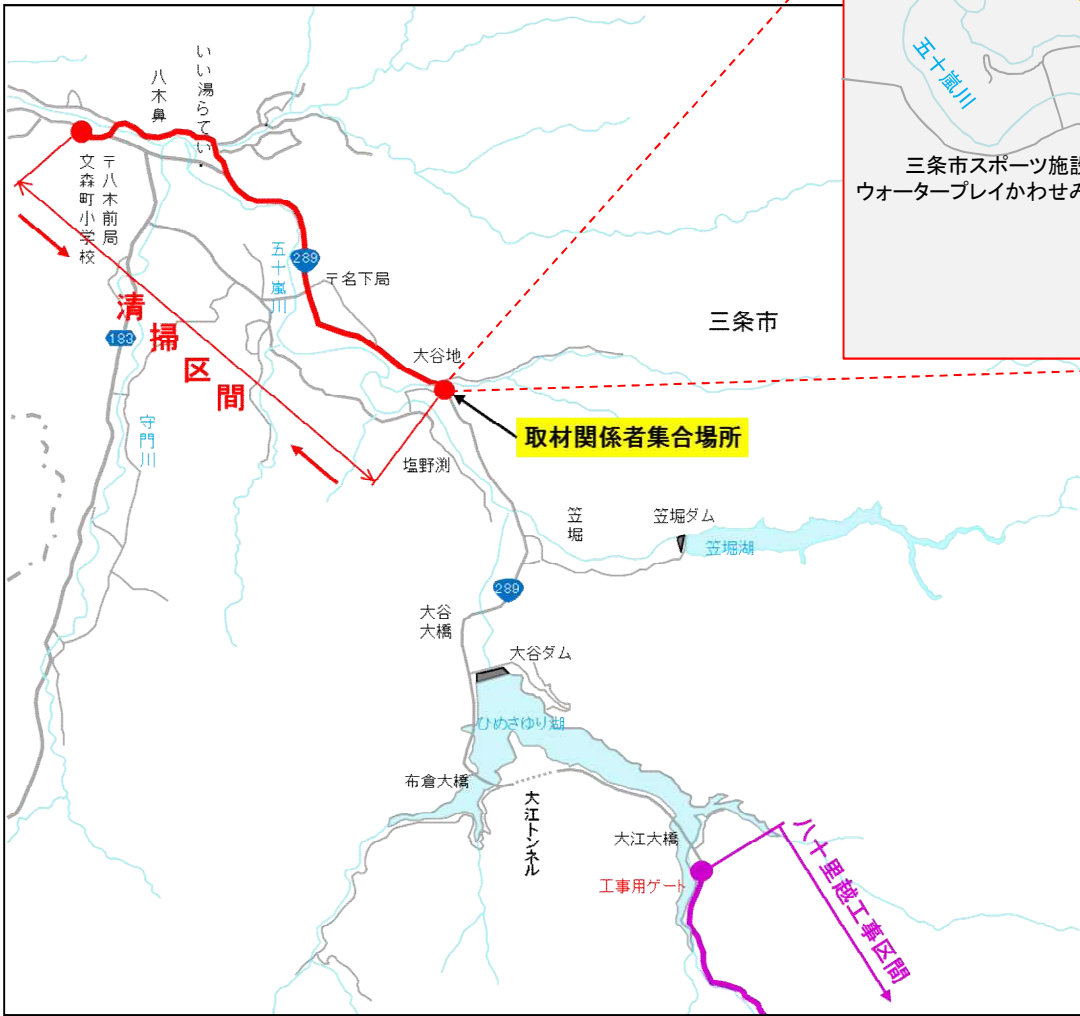 いい湯らてい
八木鼻
〒八木前局
文森町小学校
五十嵐川
289
〒名下局
清掃区間
183
守門川
大谷地
三条市
取材関係者集合場所
塩野渕
笠堀
笠堀ダム
笠堀湖
289
大谷
大橋
大谷ダム
ひめさゆり湖
布倉大橋
大江トンネル
大江大橋
工事用ゲート
八十里越工事区間
五十嵐川
三条市スポーツ施設
ウォータープレイかわせみ